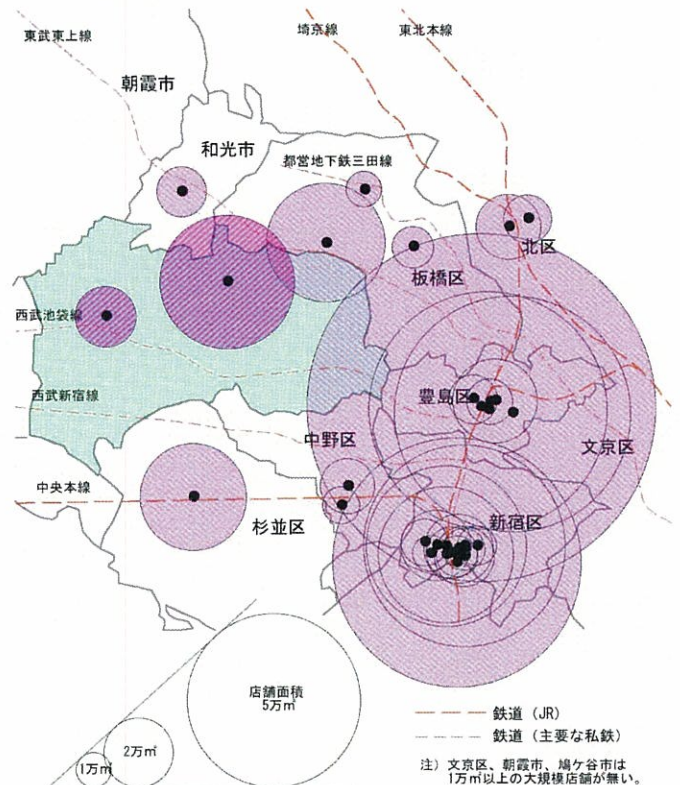 東武東上線
埼京線
東北本線
朝霞市
和光市
都営地下鉄三田線
北区
板橋区
西武池袋線
西武新宿線
豊島区
中野区
文京区
中央本線
杉並区
新宿区
店舗面積
5万㎡
2万㎡
1万㎡
鉄道（JR）
鉄道（主要な私鉄）
注）文京区、朝霞市、鳩ケ谷市は
1万㎡以上の大規模店舗が無い。